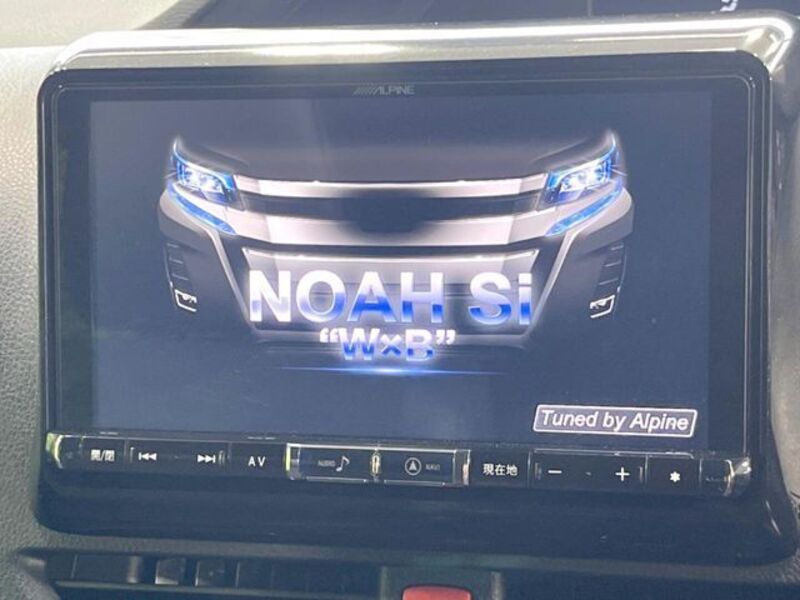 ALPINE
NOAH Si
“W×B”
Tuned by Alpine
開/閉 AV AUDIO NAVI 現在地 － ＋ *